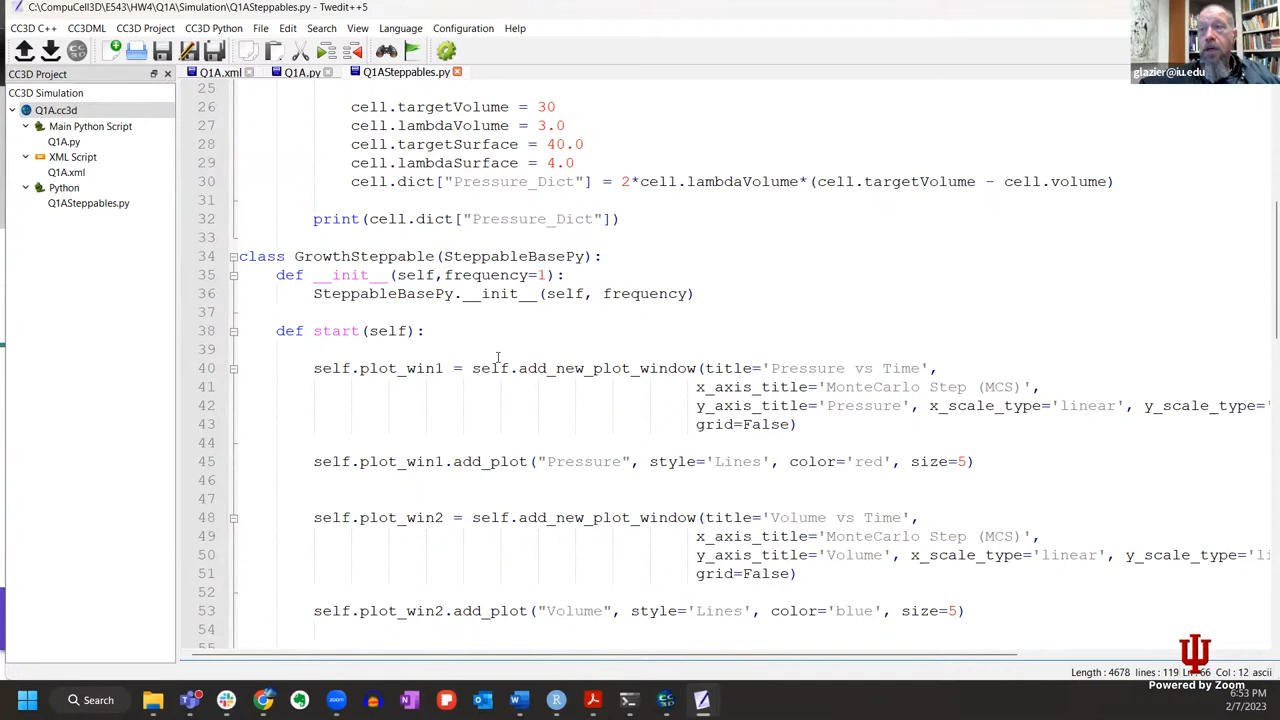 C:\CompuCell3D\E543\HW4\Q1A\Simulation\Q1ASteppables.py - Twedit++5
CC3D C++ CC3DML CC3D Project CC3D Python File Edit Search View Language Configuration Help
CC3D Project
Q1A.xml Q1A.py Q1ASteppables.py
glazier@iu.edu
CC3D Simulation
Q1A.cc3d
Main Python Script
Q1A.py
XML Script
Q1A.xml
Python
Q1ASteppables.py
25
26 cell.targetVolume = 30
27 cell.lambdaVolume = 3.0
28 cell.targetSurface = 40.0
29 cell.lambdaSurface = 4.0
30 cell.dict["Pressure_Dict"] = 2*cell.lambdaVolume*(cell.targetVolume - cell.volume)
31
32 print(cell.dict["Pressure_Dict"])
33
34 class GrowthSteppable(SteppableBasePy):
35 def __init__(self,frequency=1):
36 SteppableBasePy.__init__(self, frequency)
37
38 def start(self):
39
40 self.plot_win1 = self.add_new_plot_window(title='Pressure vs Time',
41 x_axis_title='MonteCarlo Step (MCS)',
42 y_axis_title='Pressure', x_scale_type='linear', y_scale_type='
43 grid=False)
44
45 self.plot_win1.add_plot("Pressure", style='Lines', color='red', size=5)
46
47
48 self.plot_win2 = self.add_new_plot_window(title='Volume vs Time',
49 x_axis_title='MonteCarlo Step (MCS)',
50 y_axis_title='Volume', x_scale_type='linear', y_scale_type='li
51 grid=False)
52
53 self.plot_win2.add_plot("Volume", style='Lines', color='blue', size=5)
54
55
Length : 4678 lines : 119 Ln : 66 Col : 12 ascii
Powered by Zoom
Search
6:53 PM
2/7/2023